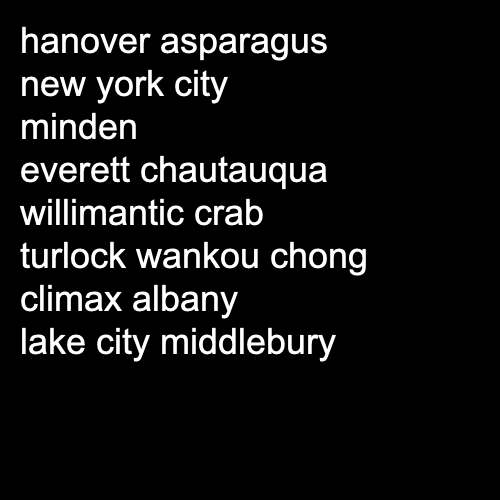 hanover asparagus
new york city
minden
everett chautauqua
willimantic crab
turlock wankou chong
climax albany
lake city middlebury